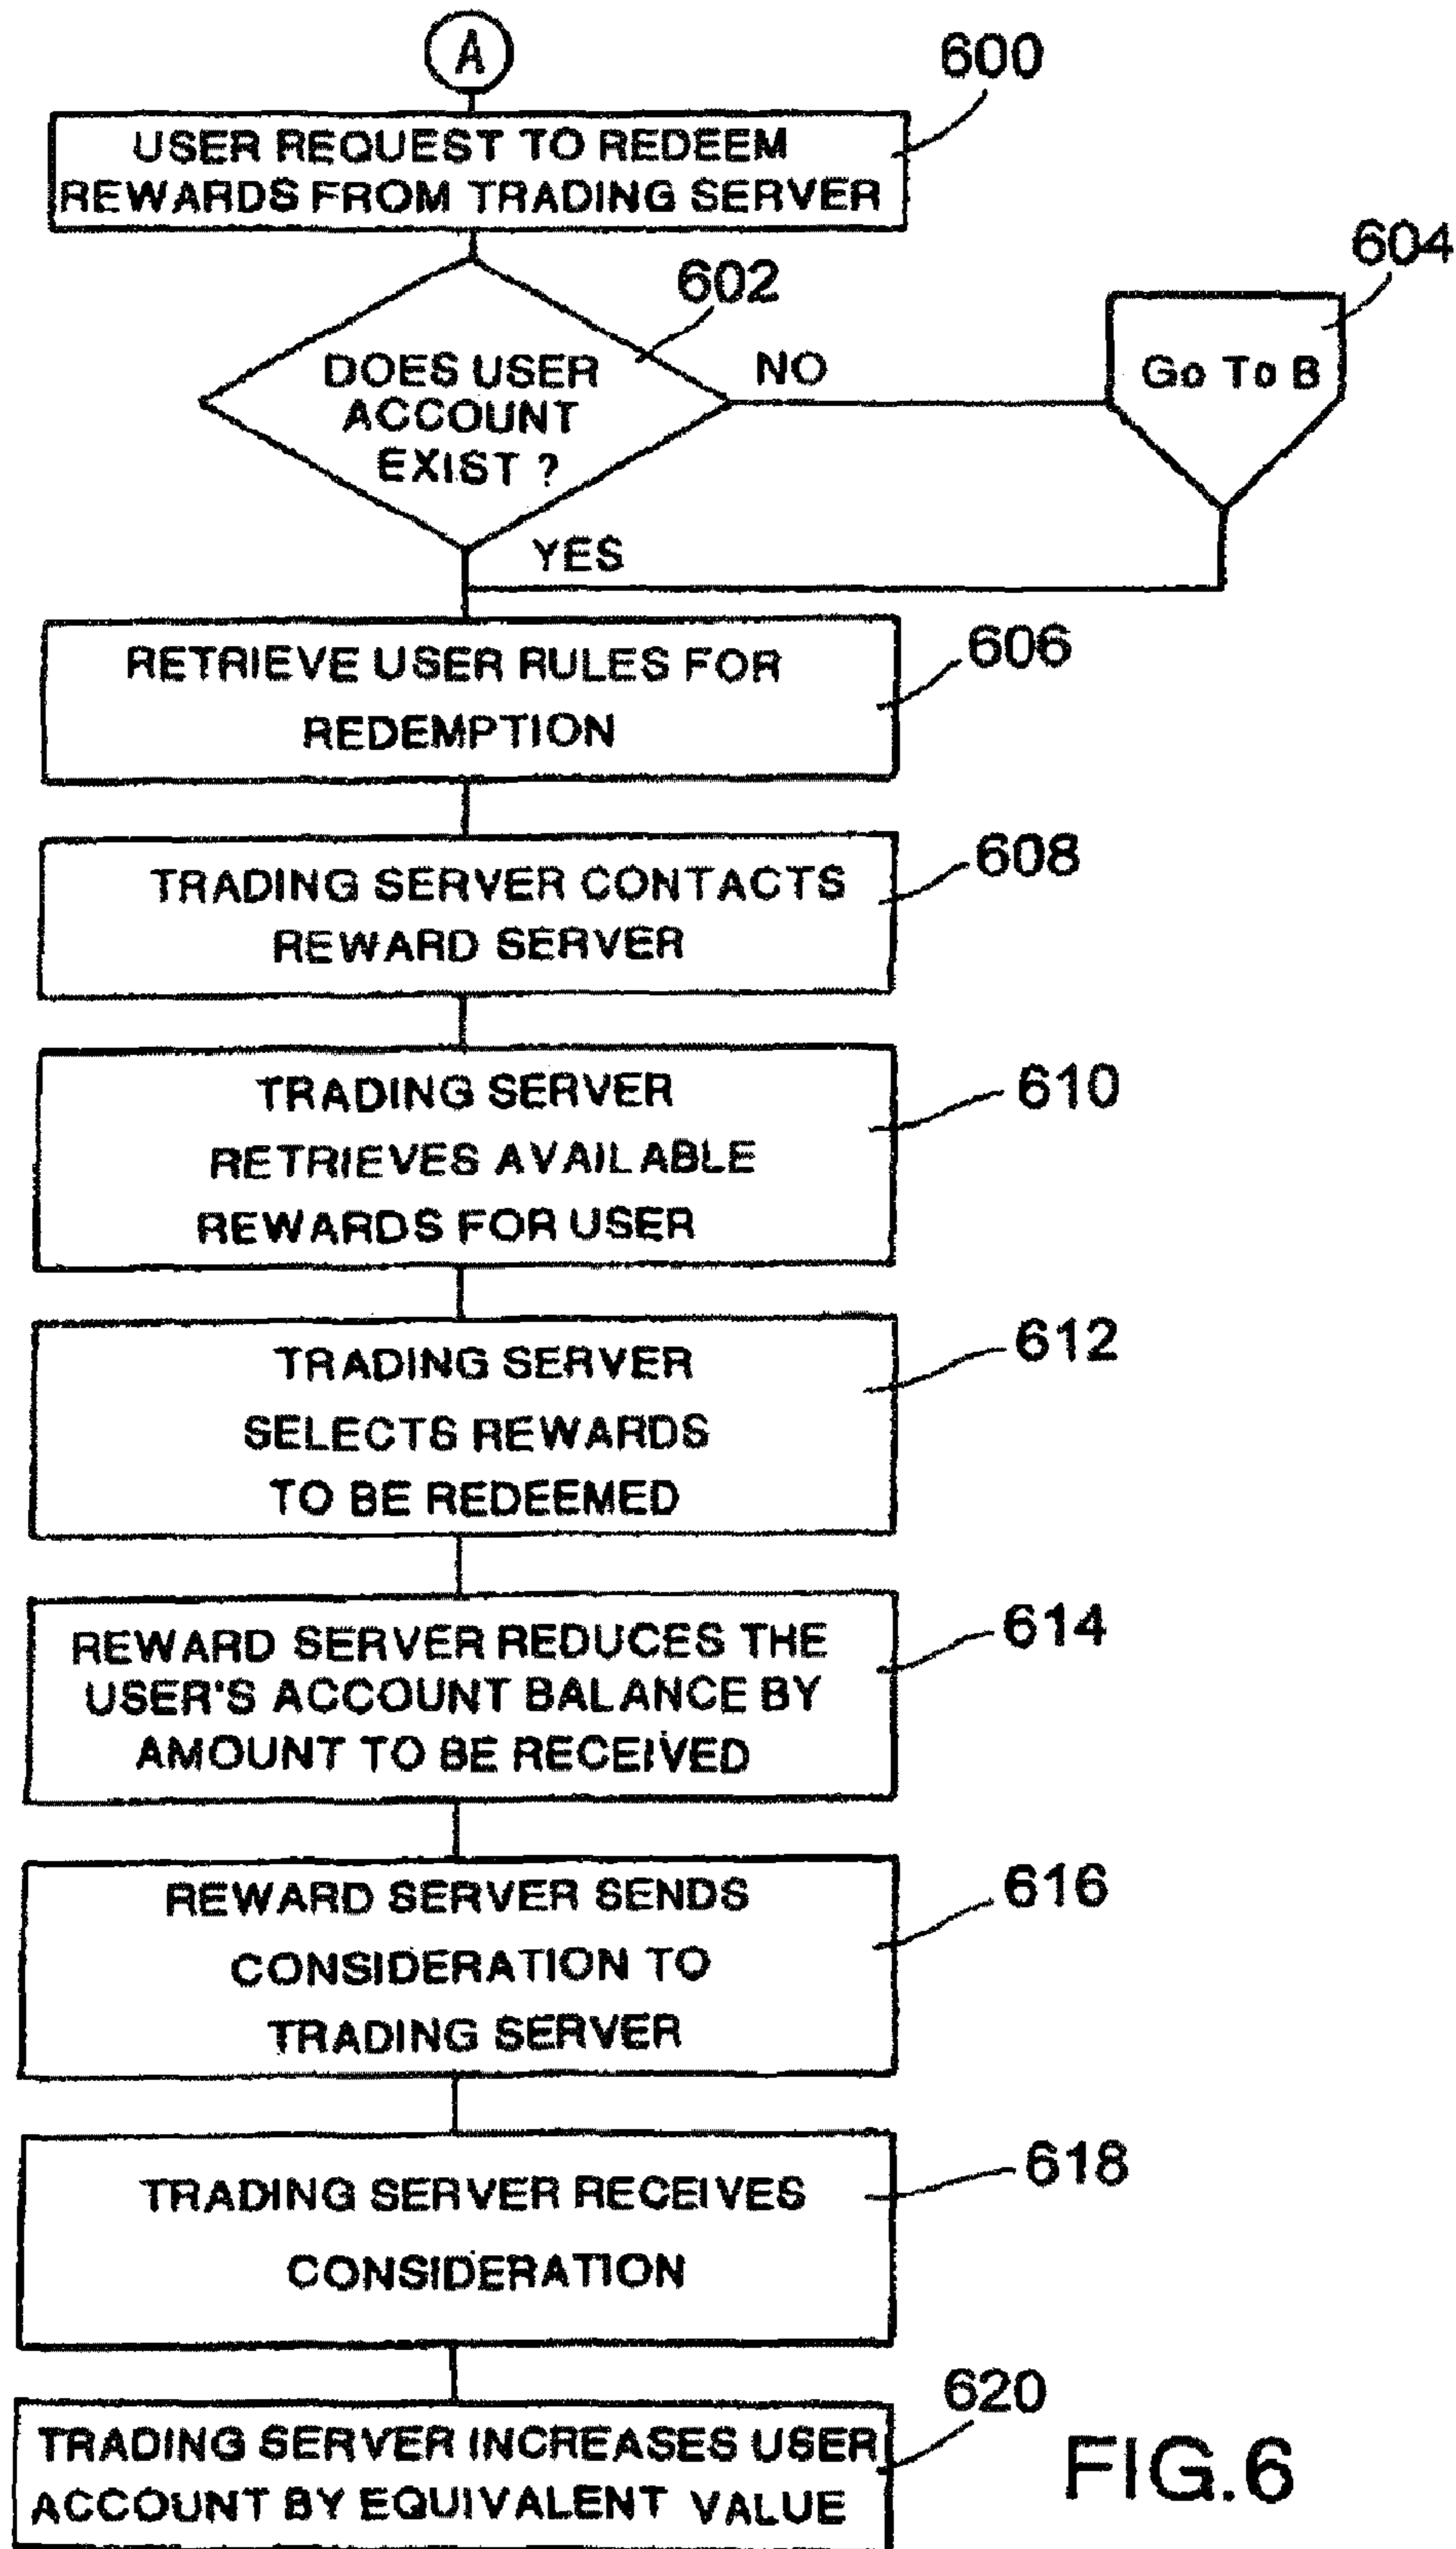 A
600
USER REQUEST TO REDEEM
REWARDS FROM TRADING SERVER
602
604
DOES USER
ACCOUNT
EXIST ?
NO
Go To B
YES
606
RETRIEVE USER RULES FOR
REDEMPTION
608
TRADING SERVER CONTACTS
REWARD SERVER
610
TRADING SERVER
RETRIEVES AVAILABLE
REWARDS FOR USER
612
TRADING SERVER
SELECTS REWARDS
TO BE REDEEMED
614
REWARD SERVER REDUCES THE
USER'S ACCOUNT BALANCE BY
AMOUNT TO BE RECEIVED
616
REWARD SERVER SENDS
CONSIDERATION TO
TRADING SERVER
618
TRADING SERVER RECEIVES
CONSIDERATION
620
TRADING SERVER INCREASES USER
ACCOUNT BY EQUIVALENT VALUE
FIG.6